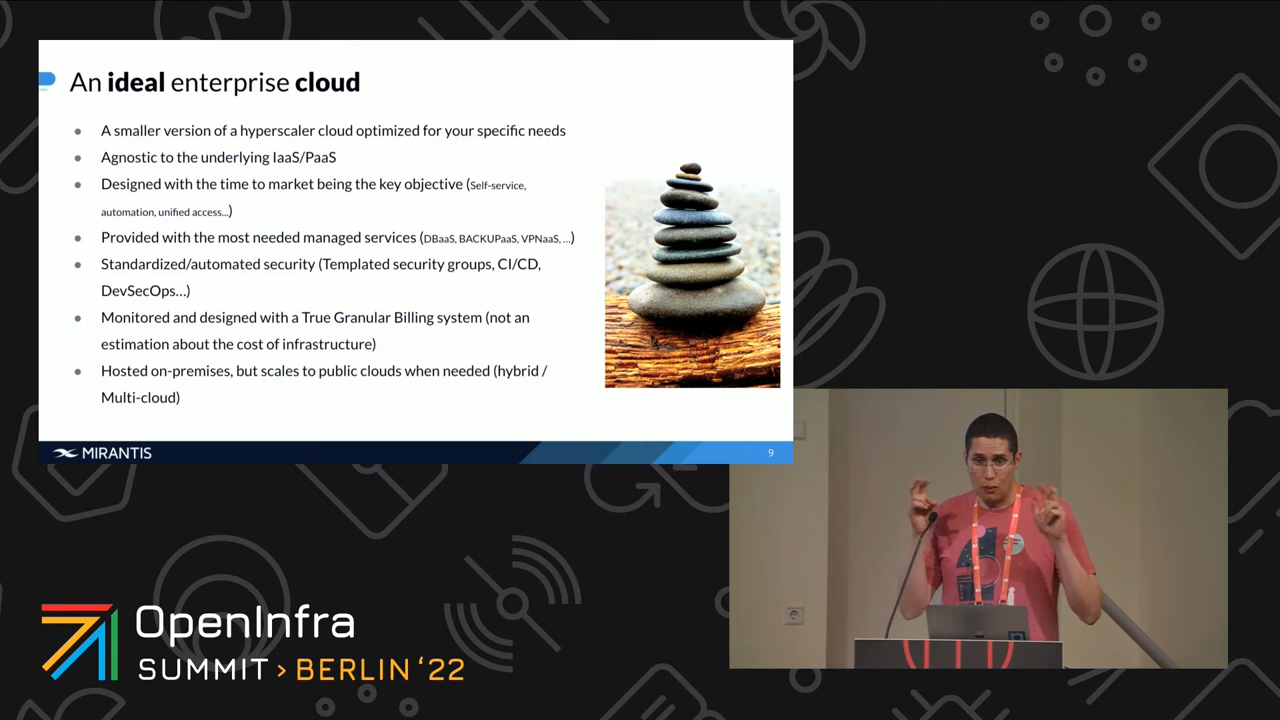 An ideal enterprise cloud
● A smaller version of a hyperscaler cloud optimized for your specific needs
● Agnostic to the underlying IaaS/PaaS
● Designed with the time to market being the key objective (Self-service,
automation, unified access...)
● Provided with the most needed managed services (DBaaS, BACKUPaaS, VPNaaS, ...)
● Standardized/automated security (Templated security groups, CI/CD,
DevSecOps...)
● Monitored and designed with a True Granular Billing system (not an
estimation about the cost of infrastructure)
● Hosted on-premises, but scales to public clouds when needed (hybrid /
Multi-cloud)
MIRANTIS
9
OpenInfra
SUMMIT > BERLIN ‘22